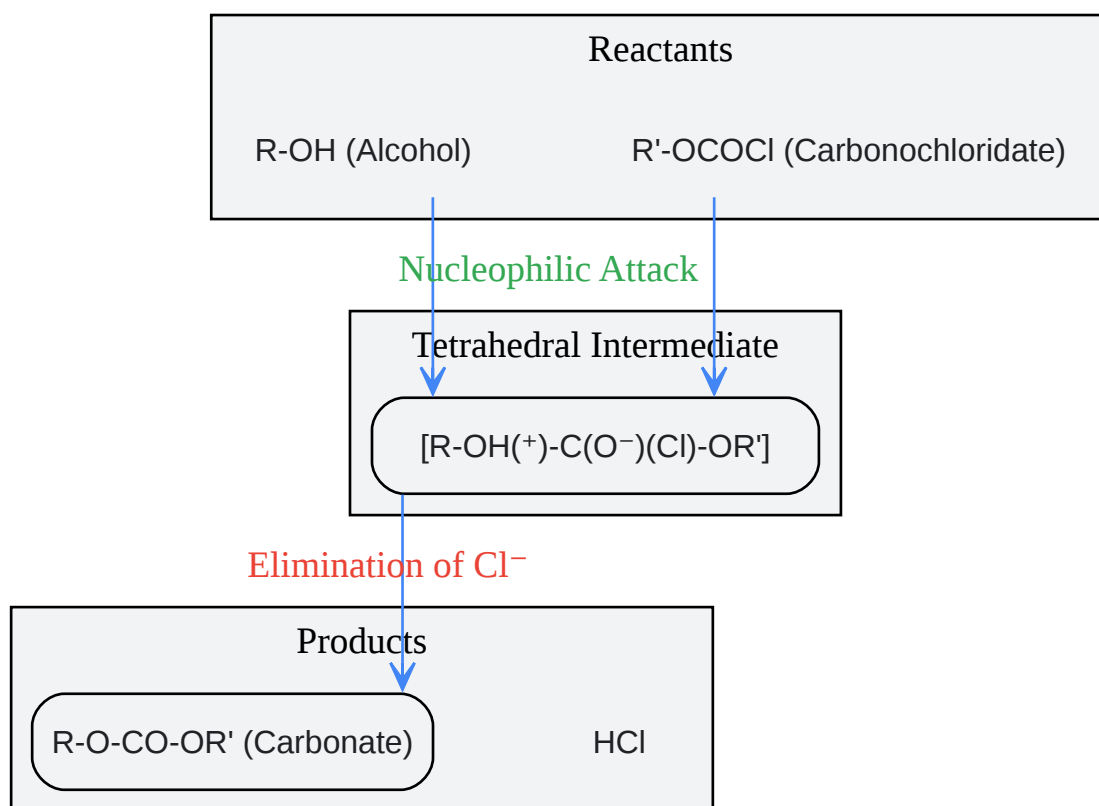 Reactants
R-OH (Alcohol)
R'-OCOCl (Carbonochloridate)
Nucleophilic Attack
Tetrahedral Intermediate
[R-OH(⁺)-C(O⁻)(Cl)-OR']
Elimination of Cl⁻
Products
R-O-CO-OR' (Carbonate)
HCl